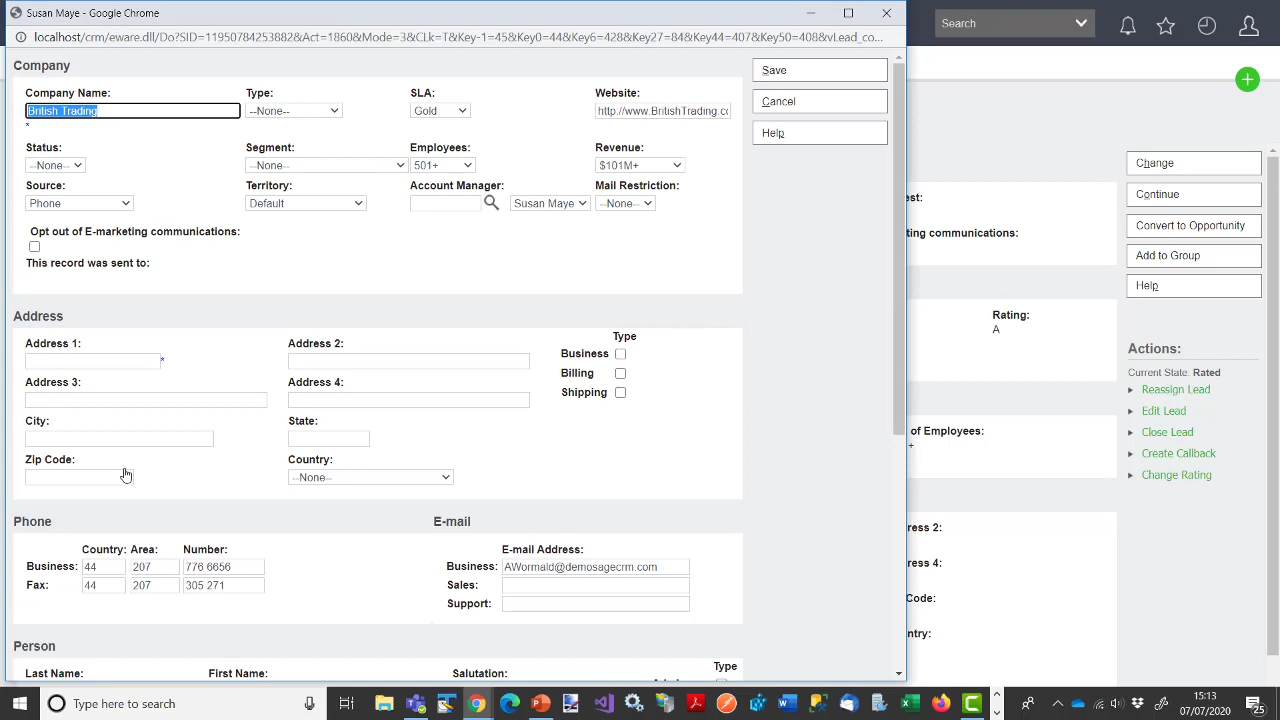 Susan Maye - Google Chrome
localhost/crm/eware.dll/Do?SID=11950784253882&Act=1860&Mode=3&CLk=T&Key-1=45&Key0=44&Key6=428&Key27=84&Key44=407&Key50=408&vLead_co...
Search
Company
Company Name:
Type:
SLA:
Website:
British Trading
--None--
Gold
http://www.BritishTrading.co
*
Status:
Segment:
Employees:
Revenue:
--None--
--None--
501+
$101M+
Source:
Territory:
Account Manager:
Mail Restriction:
Phone
Default
Susan Maye
--None--
Opt out of E-marketing communications:
This record was sent to:
Save
Cancel
Help
Address
Type
Address 1:
Address 2:
Business
*
Billing
Address 3:
Address 4:
Shipping
City:
State:
Zip Code:
Country:
--None--
Phone
E-mail
Country:
Area:
Number:
E-mail Address:
Business:
44
207
776 6656
Business:
AWormald@demosagecrm.com
Fax:
44
207
305 271
Sales:
Support:
Person
Type
Last Name:
First Name:
Salutation:
est:
ting communications:
Rating:
A
of Employees:
+
ress 2:
ress 4:
Code:
ntry:
Change
Continue
Convert to Opportunity
Add to Group
Help
Actions:
Current State: Rated
Reassign Lead
Edit Lead
Close Lead
Create Callback
Change Rating
Type here to search
15:13
07/07/2020
25